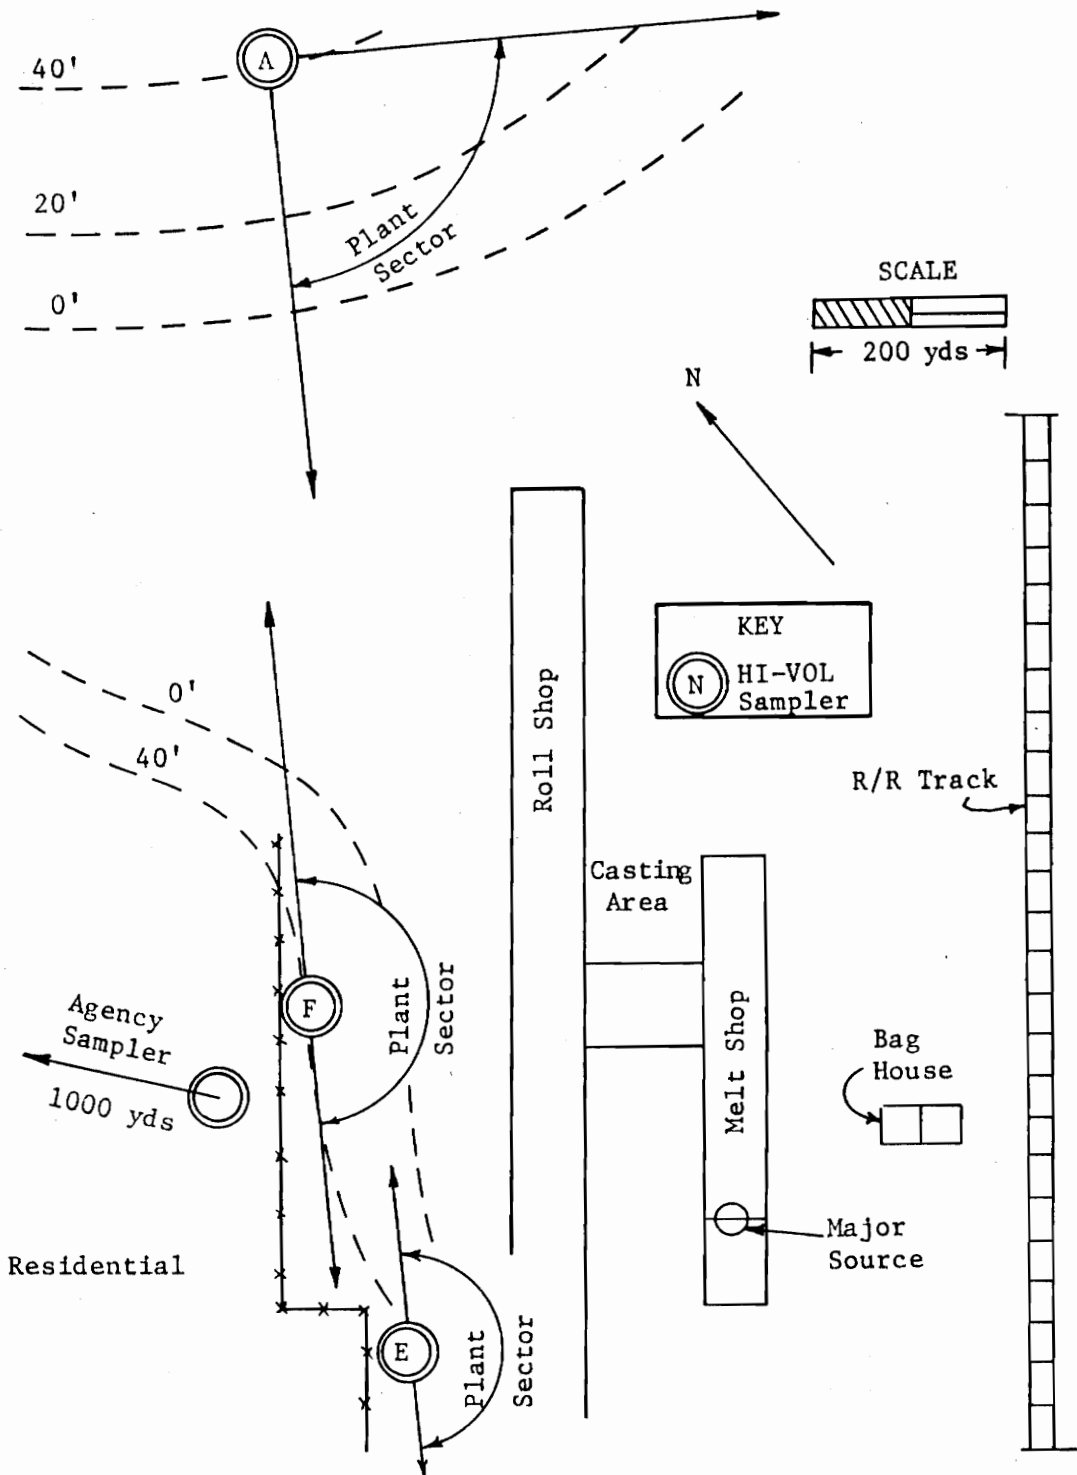 A
40'
20'
0'
Plant
Sector
SCALE
200 yds
N
KEY
N
HI-VOL
Sampler
0'
40'
Roll Shop
R/R Track
Casting
Area
Agency
Sampler
1000 yds
F
Plant
Sector
Melt Shop
Bag
House
Major
Source
Residential
E
Plant
Sector